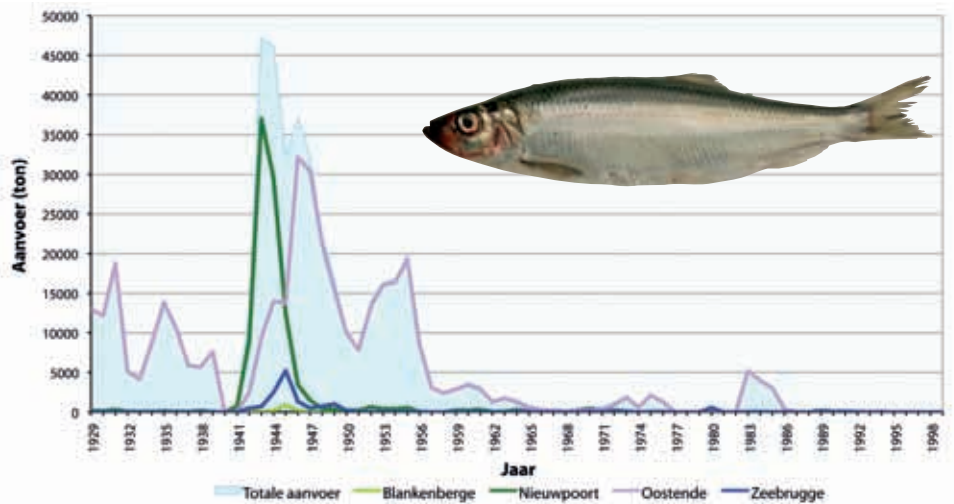 50000
45000
40000
35000
30000
25000
20000
15000
10000
5000
0
Aanvoer (ton)
1929 1932 1935 1938 1941 1944 1947 1950 1953 1956 1959 1962 1965 1968 1971 1974 1977 1980 1983 1986 1989 1992 1995 1998
Jaar
Totale aanvoer Blankenberge Nieuwpoort Oostende Zeebrugge